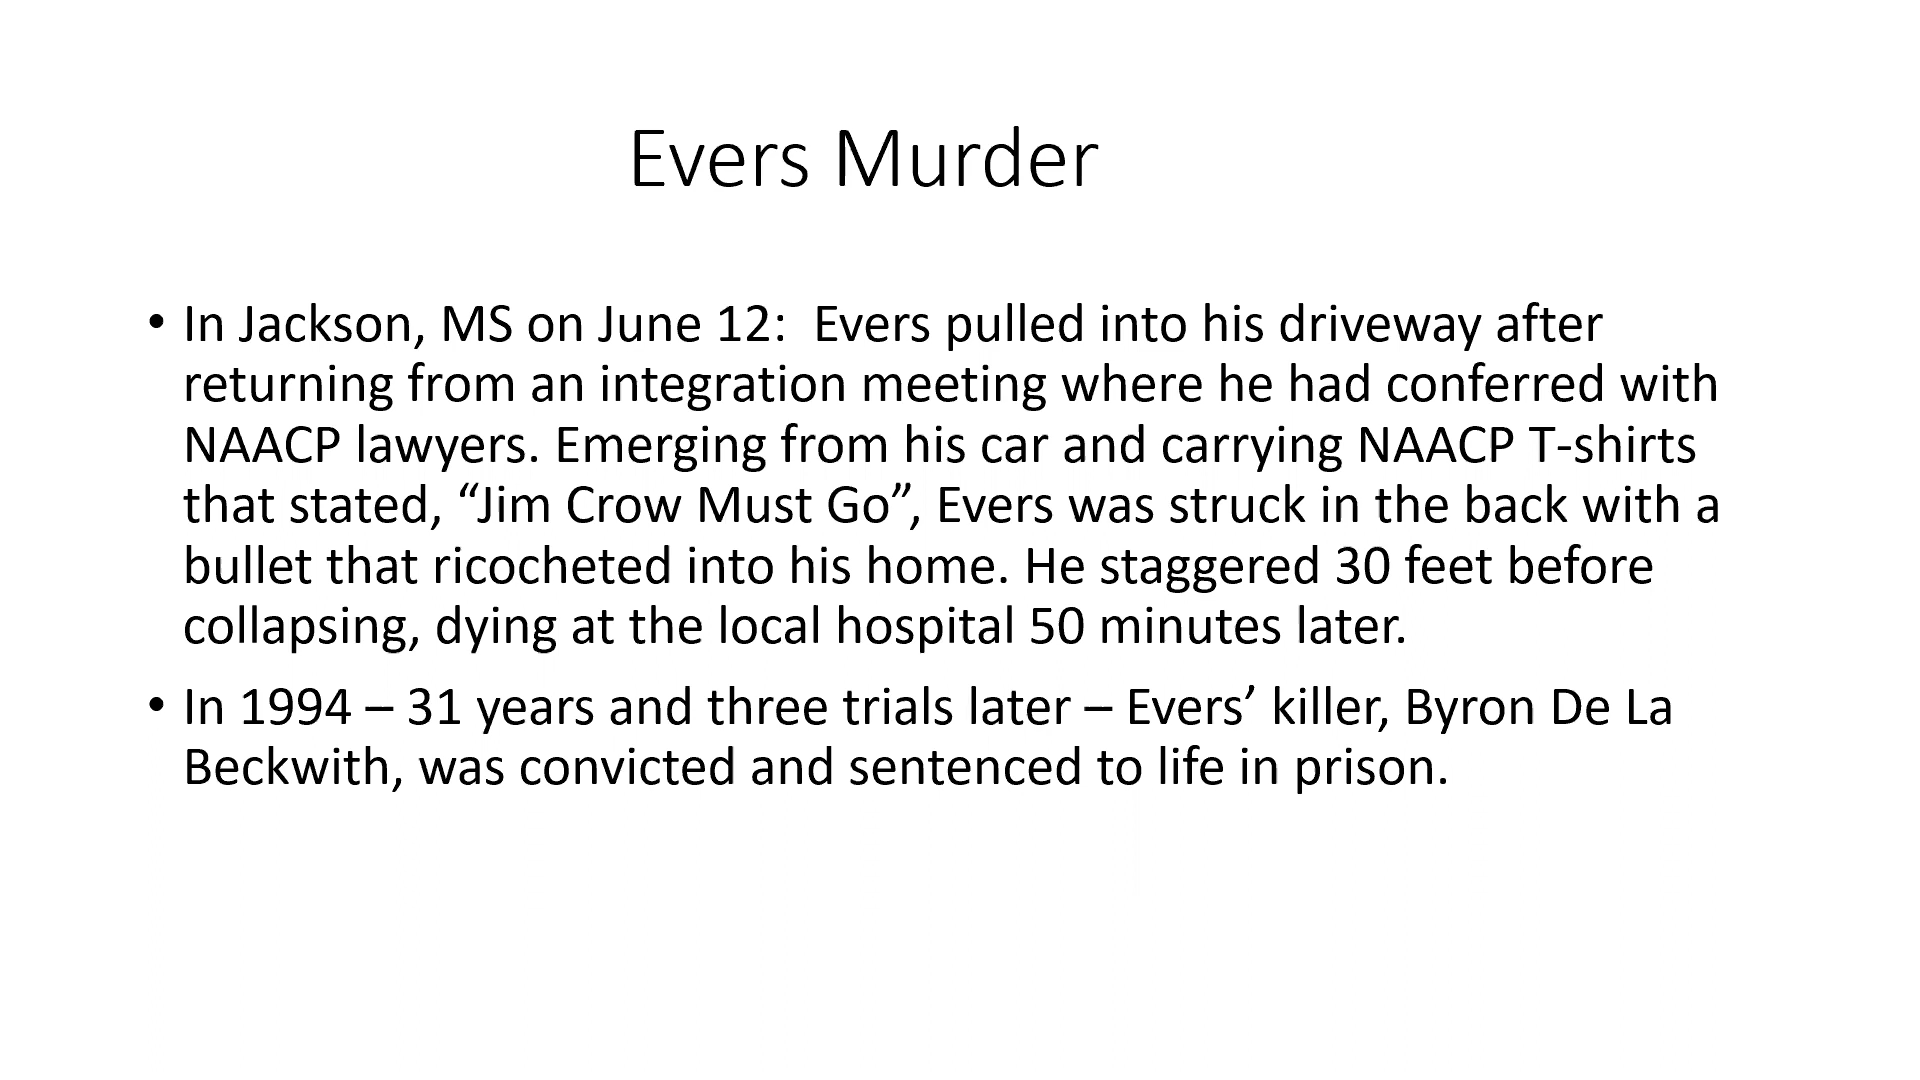 Evers Murder
• In Jackson, MS on June 12:  Evers pulled into his driveway after
returning from an integration meeting where he had conferred with
NAACP lawyers. Emerging from his car and carrying NAACP T-shirts
that stated, “Jim Crow Must Go”, Evers was struck in the back with a
bullet that ricocheted into his home. He staggered 30 feet before
collapsing, dying at the local hospital 50 minutes later.
• In 1994 – 31 years and three trials later – Evers’ killer, Byron De La
Beckwith, was convicted and sentenced to life in prison.